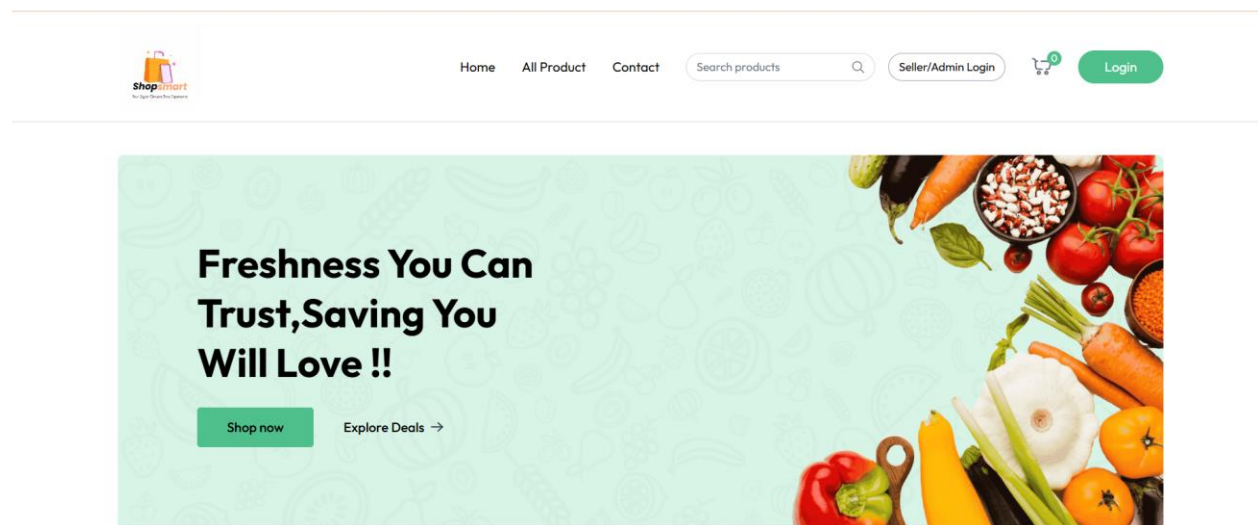 Shopsmart
Home
All Product
Contact
Search products
Seller/Admin Login
0
Login
Freshness You Can
Trust,Saving You
Will Love !!
Shop now
Explore Deals →